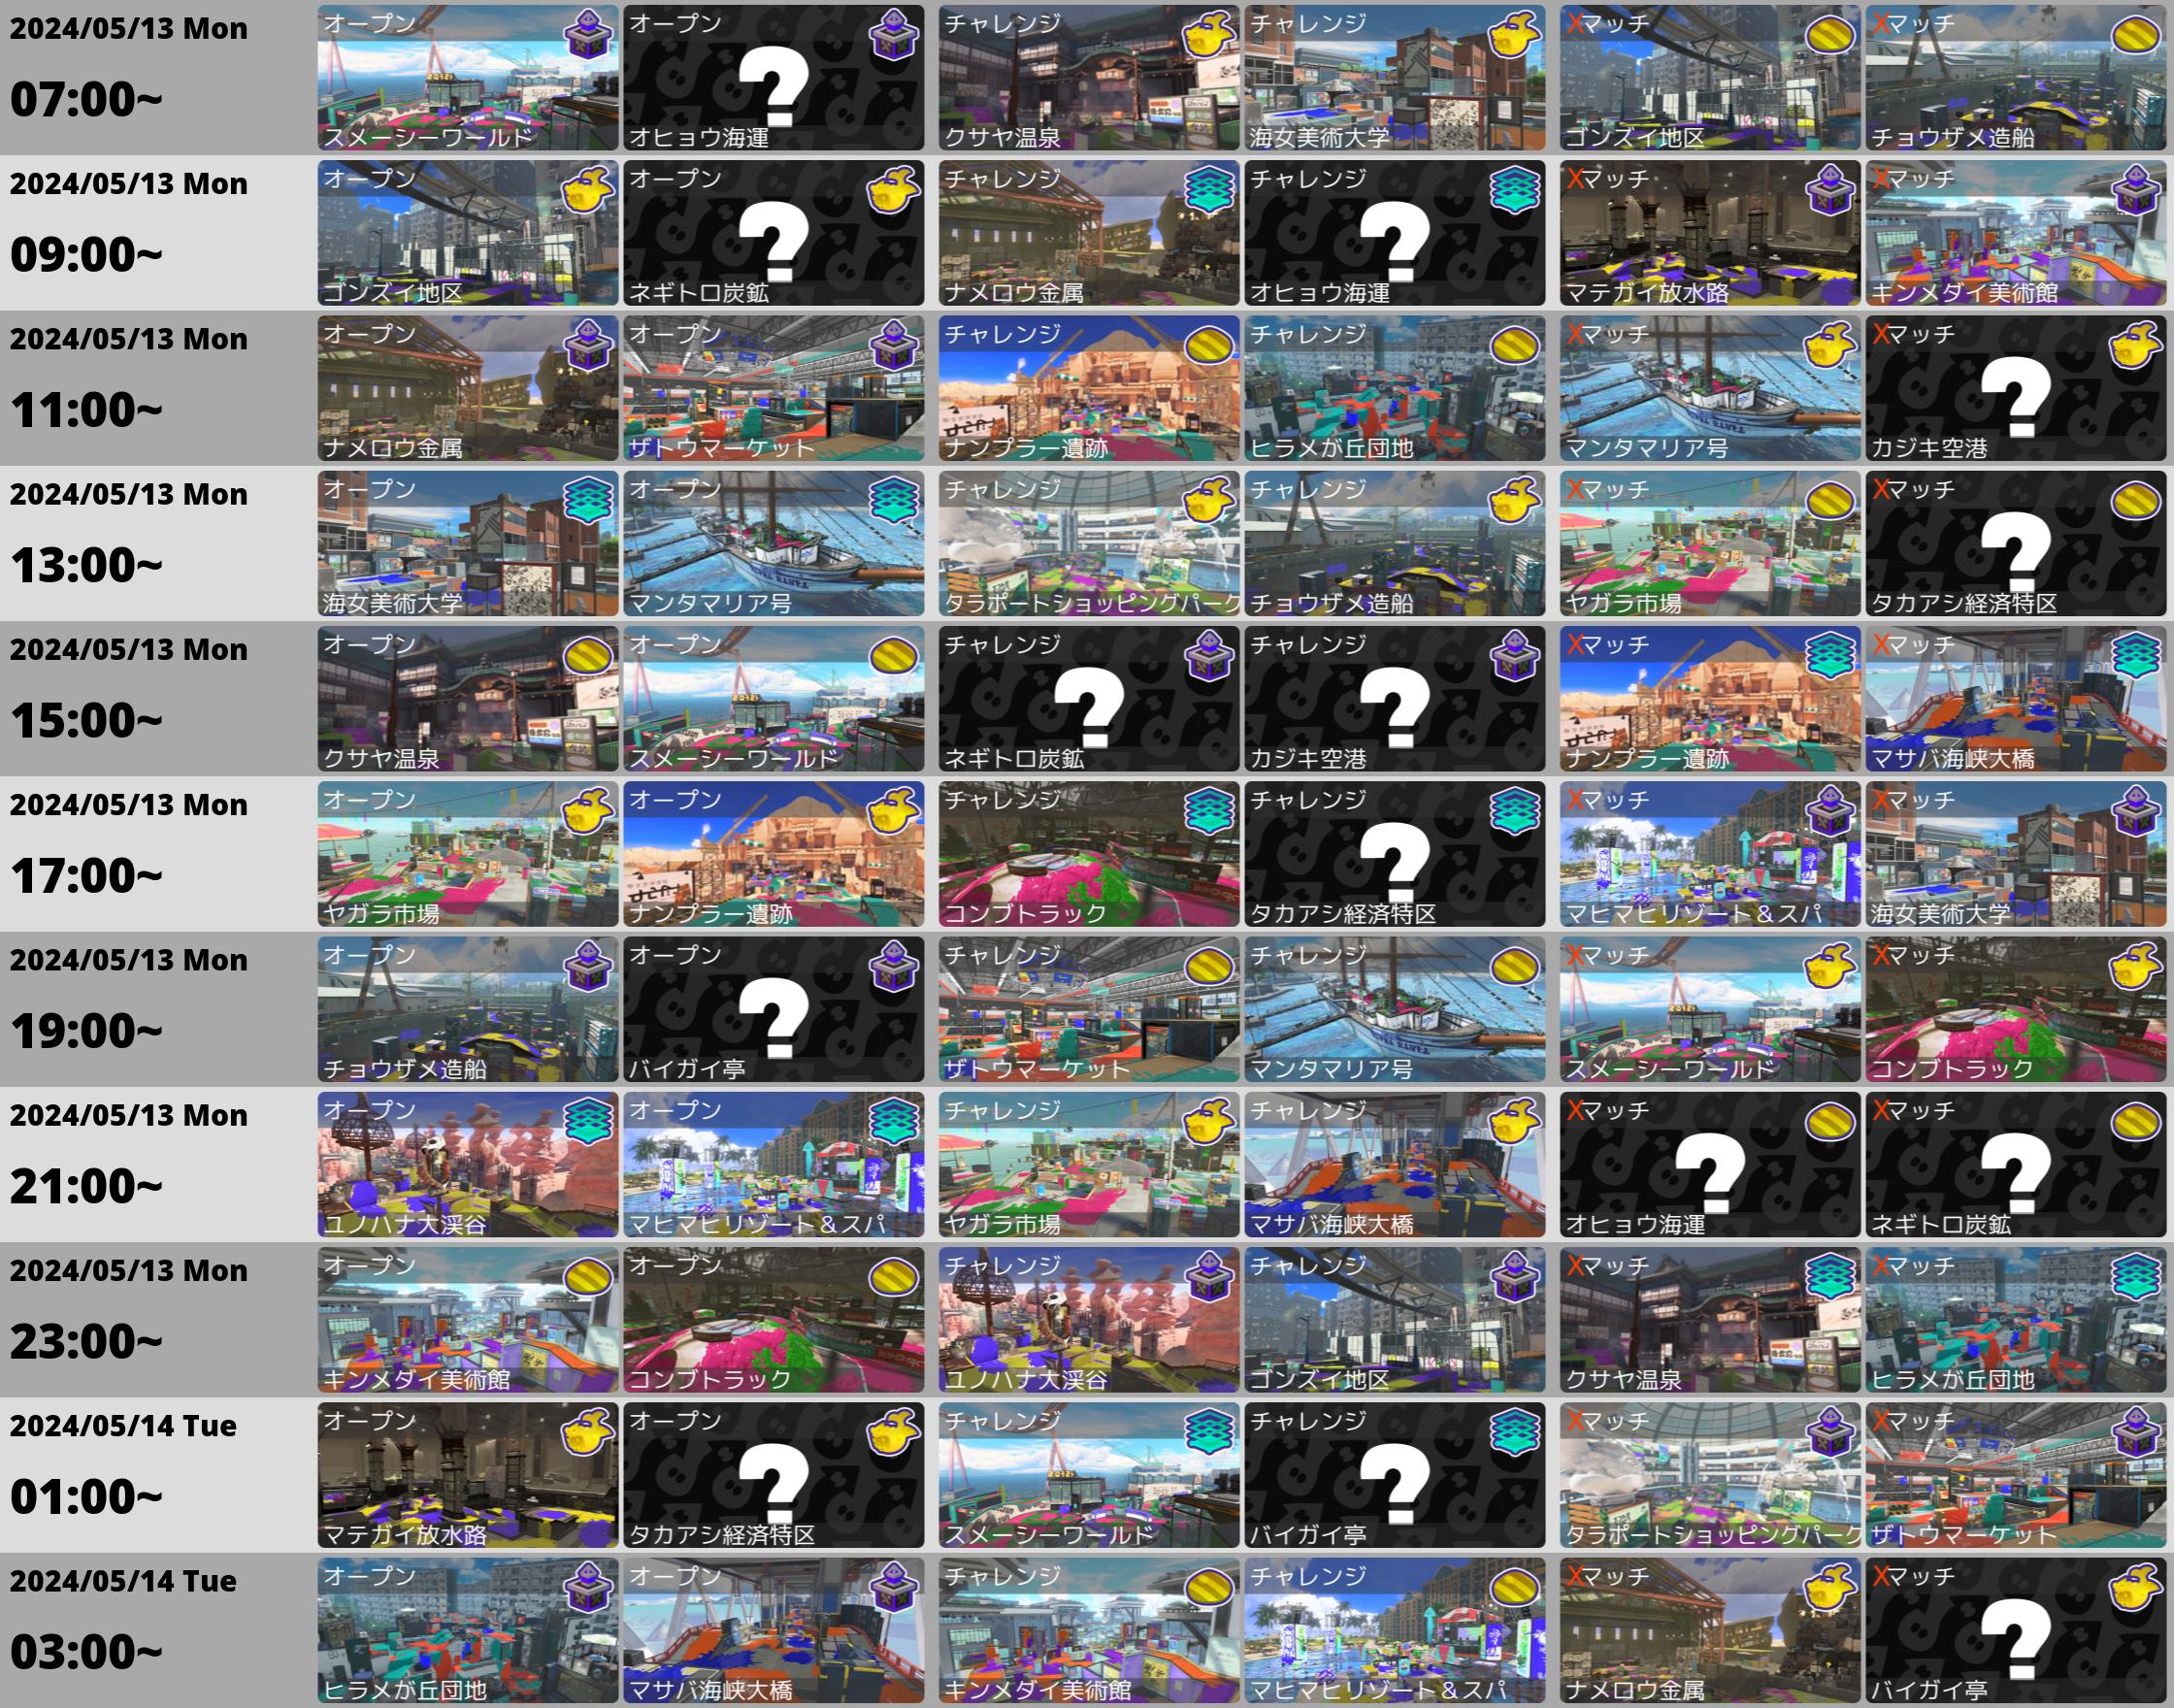 2024/05/13 Mon
07:00~
オープン オープン チャレンジ チャレンジ Xマッチ Xマッチ
スメーシーワールド オヒョウ海運 クサヤ温泉 海女美術大学 ゴンズイ地区 チョウザメ造船
2024/05/13 Mon
09:00~
オープン オープン チャレンジ チャレンジ Xマッチ Xマッチ
ゴンズイ地区 ネギトロ炭鉱 ナメロウ金属 オヒョウ海運 マテガイ放水路 キンメダイ美術館
2024/05/13 Mon
11:00~
オープン オープン チャレンジ チャレンジ Xマッチ Xマッチ
ナメロウ金属 ザトウマーケット ナンプラー遺跡 ヒラメが丘団地 マンタマリア号 カジキ空港
2024/05/13 Mon
13:00~
オープン オープン チャレンジ チャレンジ Xマッチ Xマッチ
海女美術大学 マンタマリア号 タラポートショッピングパーク チョウザメ造船 ヤガラ市場 タカアシ経済特区
2024/05/13 Mon
15:00~
オープン オープン チャレンジ チャレンジ Xマッチ Xマッチ
クサヤ温泉 スメーシーワールド ネギトロ炭鉱 カジキ空港 ナンプラー遺跡 マサバ海峡大橋
2024/05/13 Mon
17:00~
オープン オープン チャレンジ チャレンジ Xマッチ Xマッチ
ヤガラ市場 ナンプラー遺跡 コンブトラック タカアシ経済特区 マヒマヒリゾート＆スパ 海女美術大学
2024/05/13 Mon
19:00~
オープン オープン チャレンジ チャレンジ Xマッチ Xマッチ
チョウザメ造船 バイガイ亭 ザトウマーケット マンタマリア号 スメーシーワールド コンブトラック
2024/05/13 Mon
21:00~
オープン オープン チャレンジ チャレンジ Xマッチ Xマッチ
ユノハナ大渓谷 マヒマヒリゾート＆スパ ヤガラ市場 マサバ海峡大橋 オヒョウ海運 ネギトロ炭鉱
2024/05/13 Mon
23:00~
オープン オープン チャレンジ チャレンジ Xマッチ Xマッチ
キンメダイ美術館 コンブトラック ユノハナ大渓谷 ゴンズイ地区 クサヤ温泉 ヒラメが丘団地
2024/05/14 Tue
01:00~
オープン オープン チャレンジ チャレンジ Xマッチ Xマッチ
マテガイ放水路 タカアシ経済特区 スメーシーワールド バイガイ亭 タラポートショッピングパーク ザトウマーケット
2024/05/14 Tue
03:00~
オープン オープン チャレンジ チャレンジ Xマッチ Xマッチ
ヒラメが丘団地 マサバ海峡大橋 キンメダイ美術館 マヒマヒリゾート＆スパ ナメロウ金属 バイガイ亭